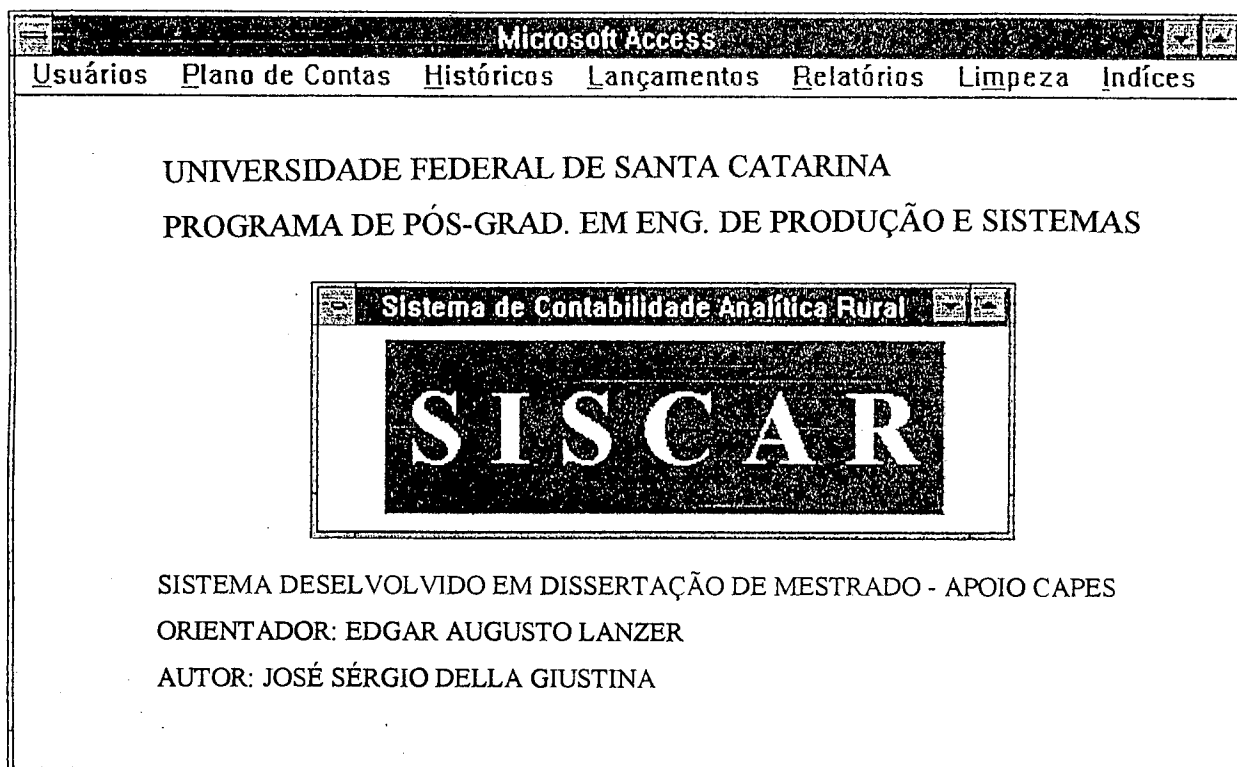 Microsoft Access
Usuários Plano de Contas Históricos Lançamentos Relatórios Limpeza Indíces
UNIVERSIDADE FEDERAL DE SANTA CATARINA
PROGRAMA DE PÓS-GRAD. EM ENG. DE PRODUÇÃO E SISTEMAS
Sistema de Contabilidade Analítica Rural
SISCAR
SISTEMA DESELVOLVIDO EM DISSERTAÇÃO DE MESTRADO - APOIO CAPES
ORIENTADOR: EDGAR AUGUSTO LANZER
AUTOR: JOSÉ SÉRGIO DELLA GIUSTINA